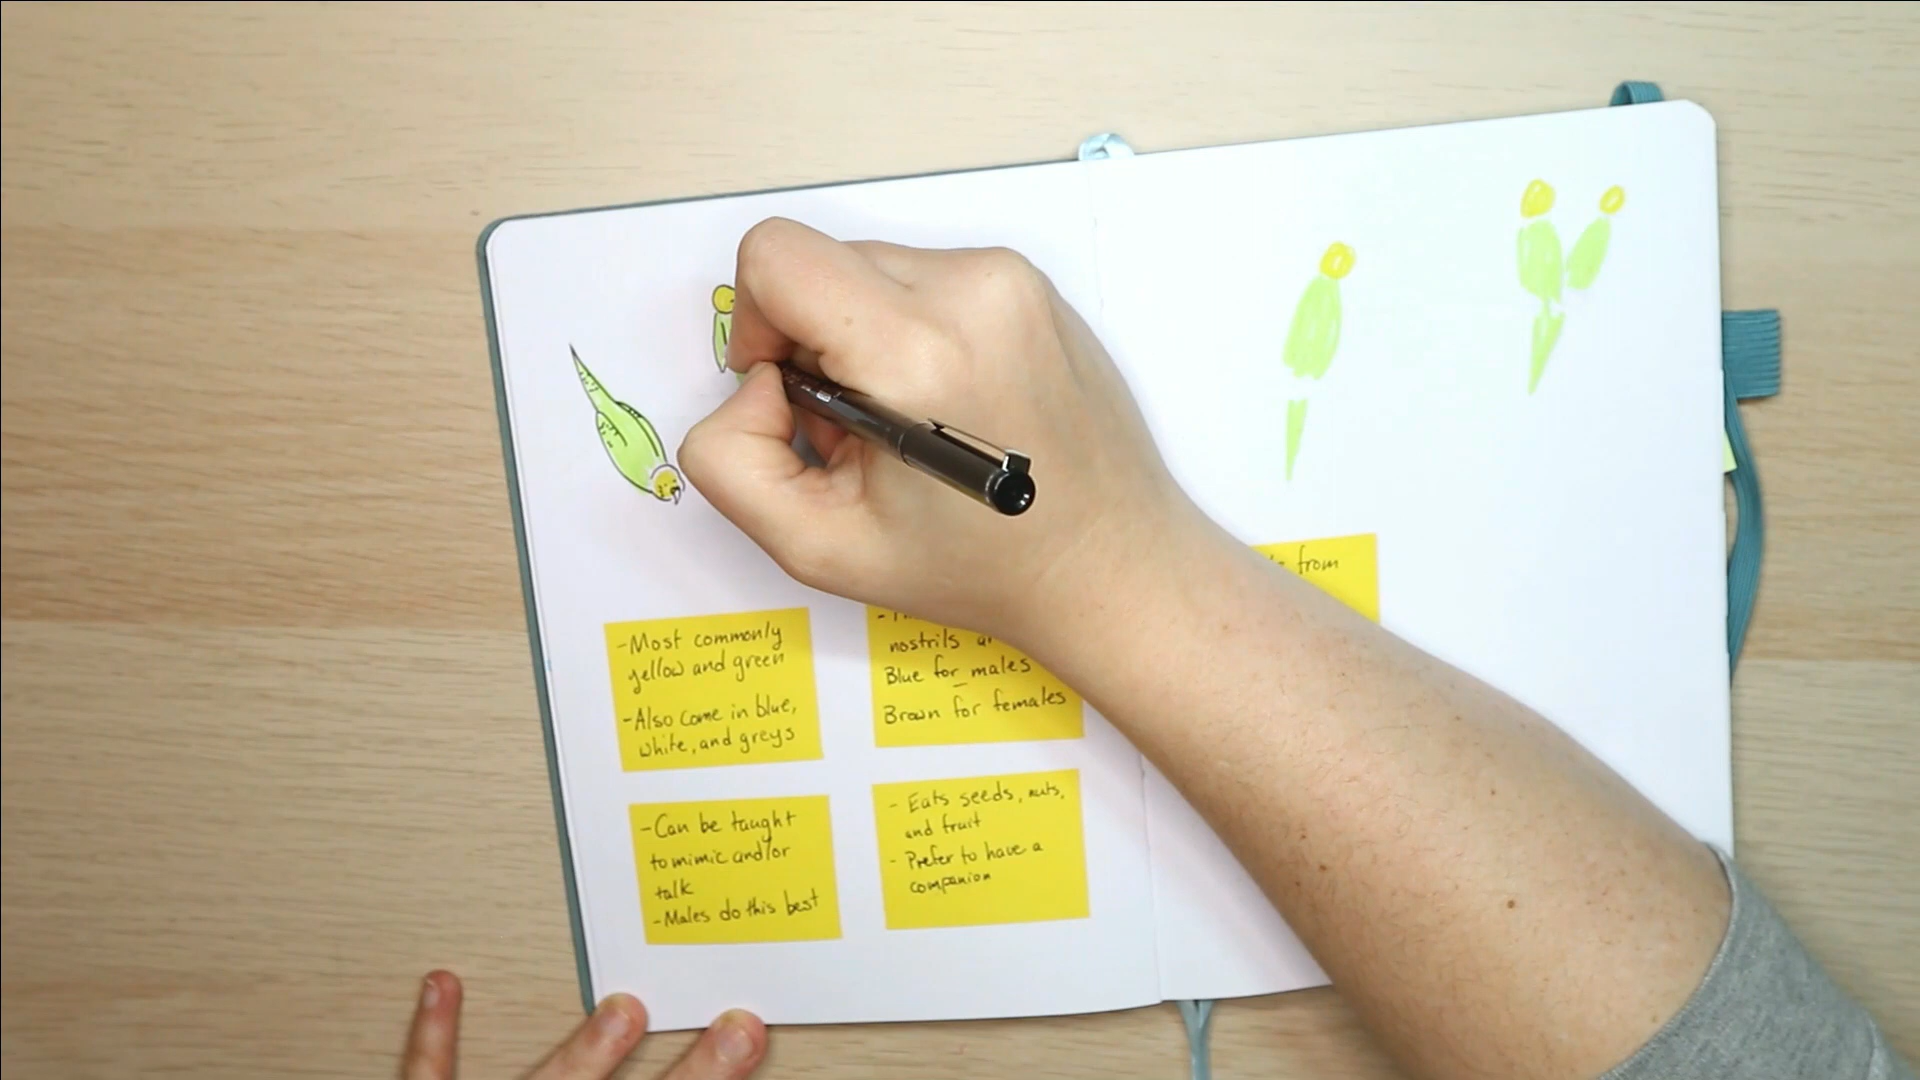 -Most commonly
yellow and green
-Also come in blue,
white, and greys
nostrils
Blue for males
Brown for females
-Can be taught
to mimic and/or
talk
-Males do this best
- Eats seeds, nuts,
and fruit
- Prefer to have a
companion
from